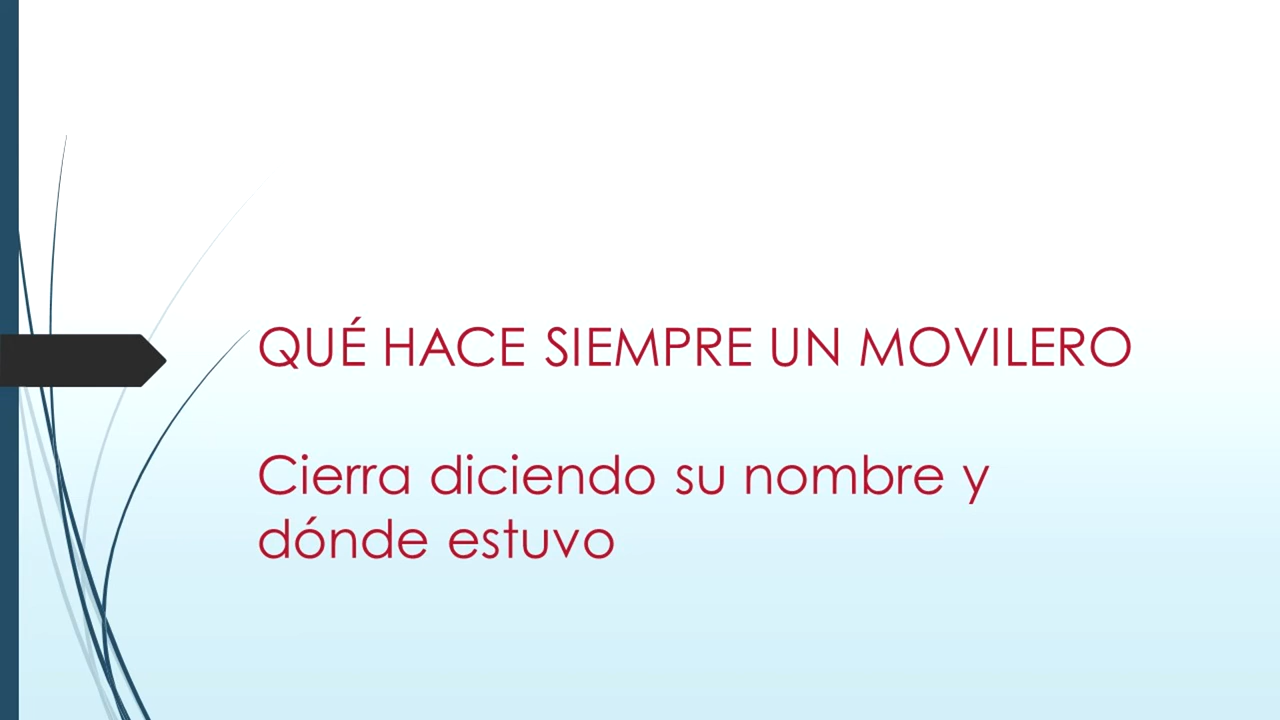 QUÉ HACE SIEMPRE UN MOVILERO
Cierra diciendo su nombre y
dónde estuvo